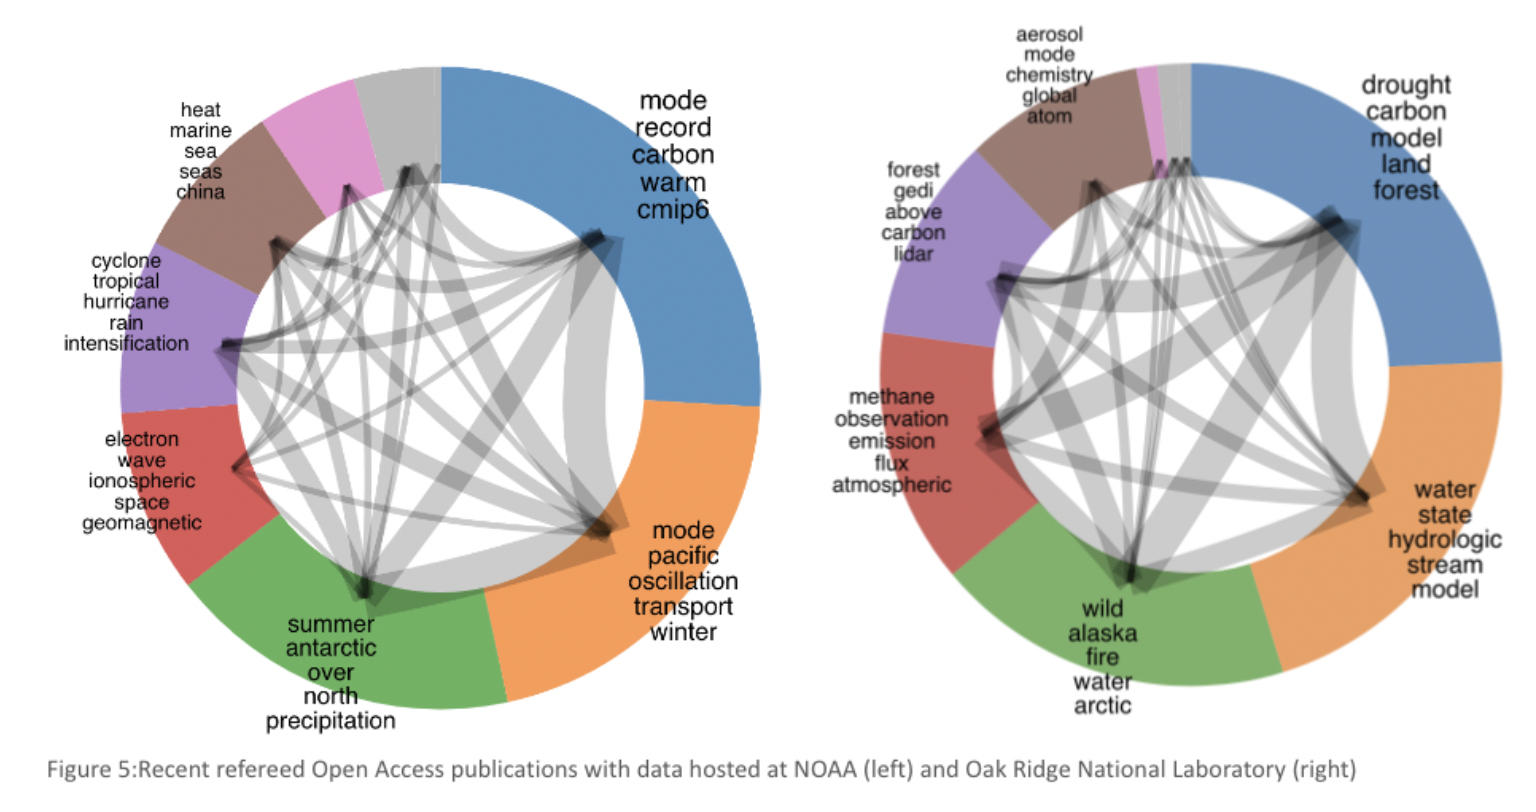 heat
marine
sea
seas
china
mode
record
carbon
warm
cmip6
cyclone
tropical
hurricane
rain
intensification
electron
wave
ionospheric
space
geomagnetic
summer
antarctic
over
north
precipitation
mode
pacific
oscillation
transport
winter
aerosol
mode
chemistry
global
atom
drought
carbon
model
land
forest
forest
gedi
above
carbon
lidar
methane
observation
emission
flux
atmospheric
wild
alaska
fire
water
arctic
water
state
hydrologic
stream
model
Figure 5:Recent refereed Open Access publications with data hosted at NOAA (left) and Oak Ridge National Laboratory (right)